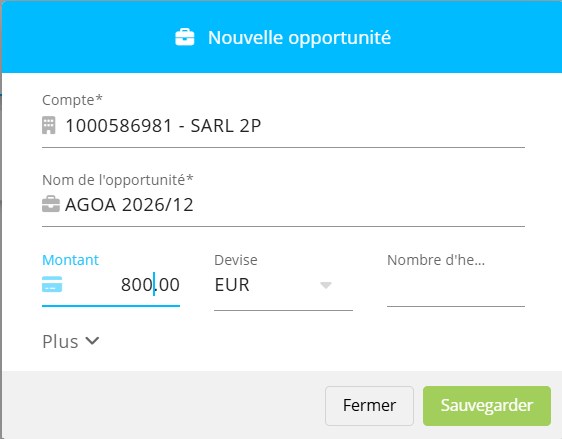 Nouvelle opportunité
Compte*
1000586981 - SARL 2P
Nom de l'opportunité*
AGOA 2026/12
Montant Devise Nombre d'he...
800.00 EUR
Plus
Fermer Sauvegarder